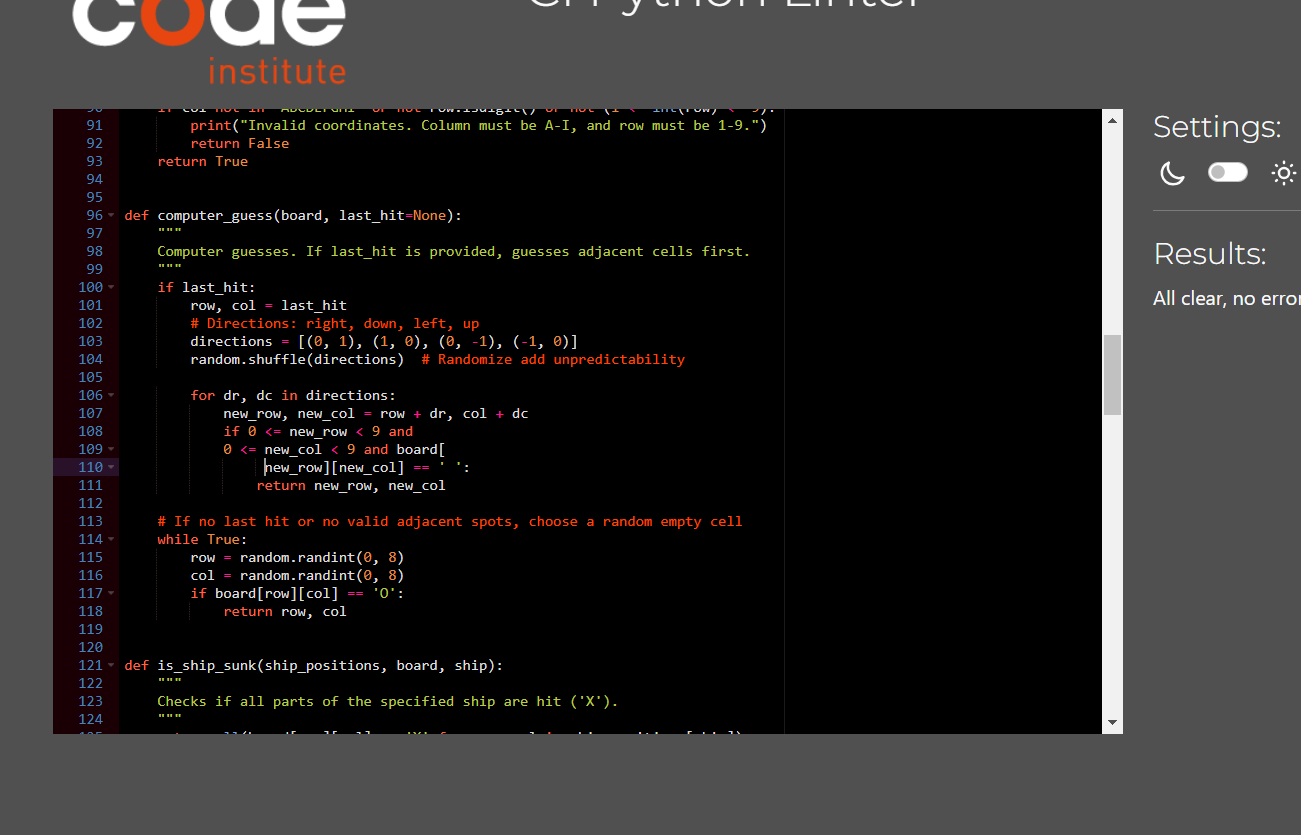 code
institute
CI Python Linter
91 print("Invalid coordinates. Column must be A-I, and row must be 1-9.")
92 return False
93 return True
94
95
96 def computer_guess(board, last_hit=None):
97 """
98 Computer guesses. If last_hit is provided, guesses adjacent cells first.
99 """
100 if last_hit:
101 row, col = last_hit
102 # Directions: right, down, left, up
103 directions = [(0, 1), (1, 0), (0, -1), (-1, 0)]
104 random.shuffle(directions)  # Randomize add unpredictability
105
106 for dr, dc in directions:
107 new_row, new_col = row + dr, col + dc
108 if 0 <= new_row < 9 and
109 0 <= new_col < 9 and board[
110 new_row][new_col] == ' ':
111 return new_row, new_col
112
113 # If no last hit or no valid adjacent spots, choose a random empty cell
114 while True:
115 row = random.randint(0, 8)
116 col = random.randint(0, 8)
117 if board[row][col] == 'O':
118 return row, col
119
120
121 def is_ship_sunk(ship_positions, board, ship):
122 """
123 Checks if all parts of the specified ship are hit ('X').
124 """
Settings:
Results:
All clear, no error